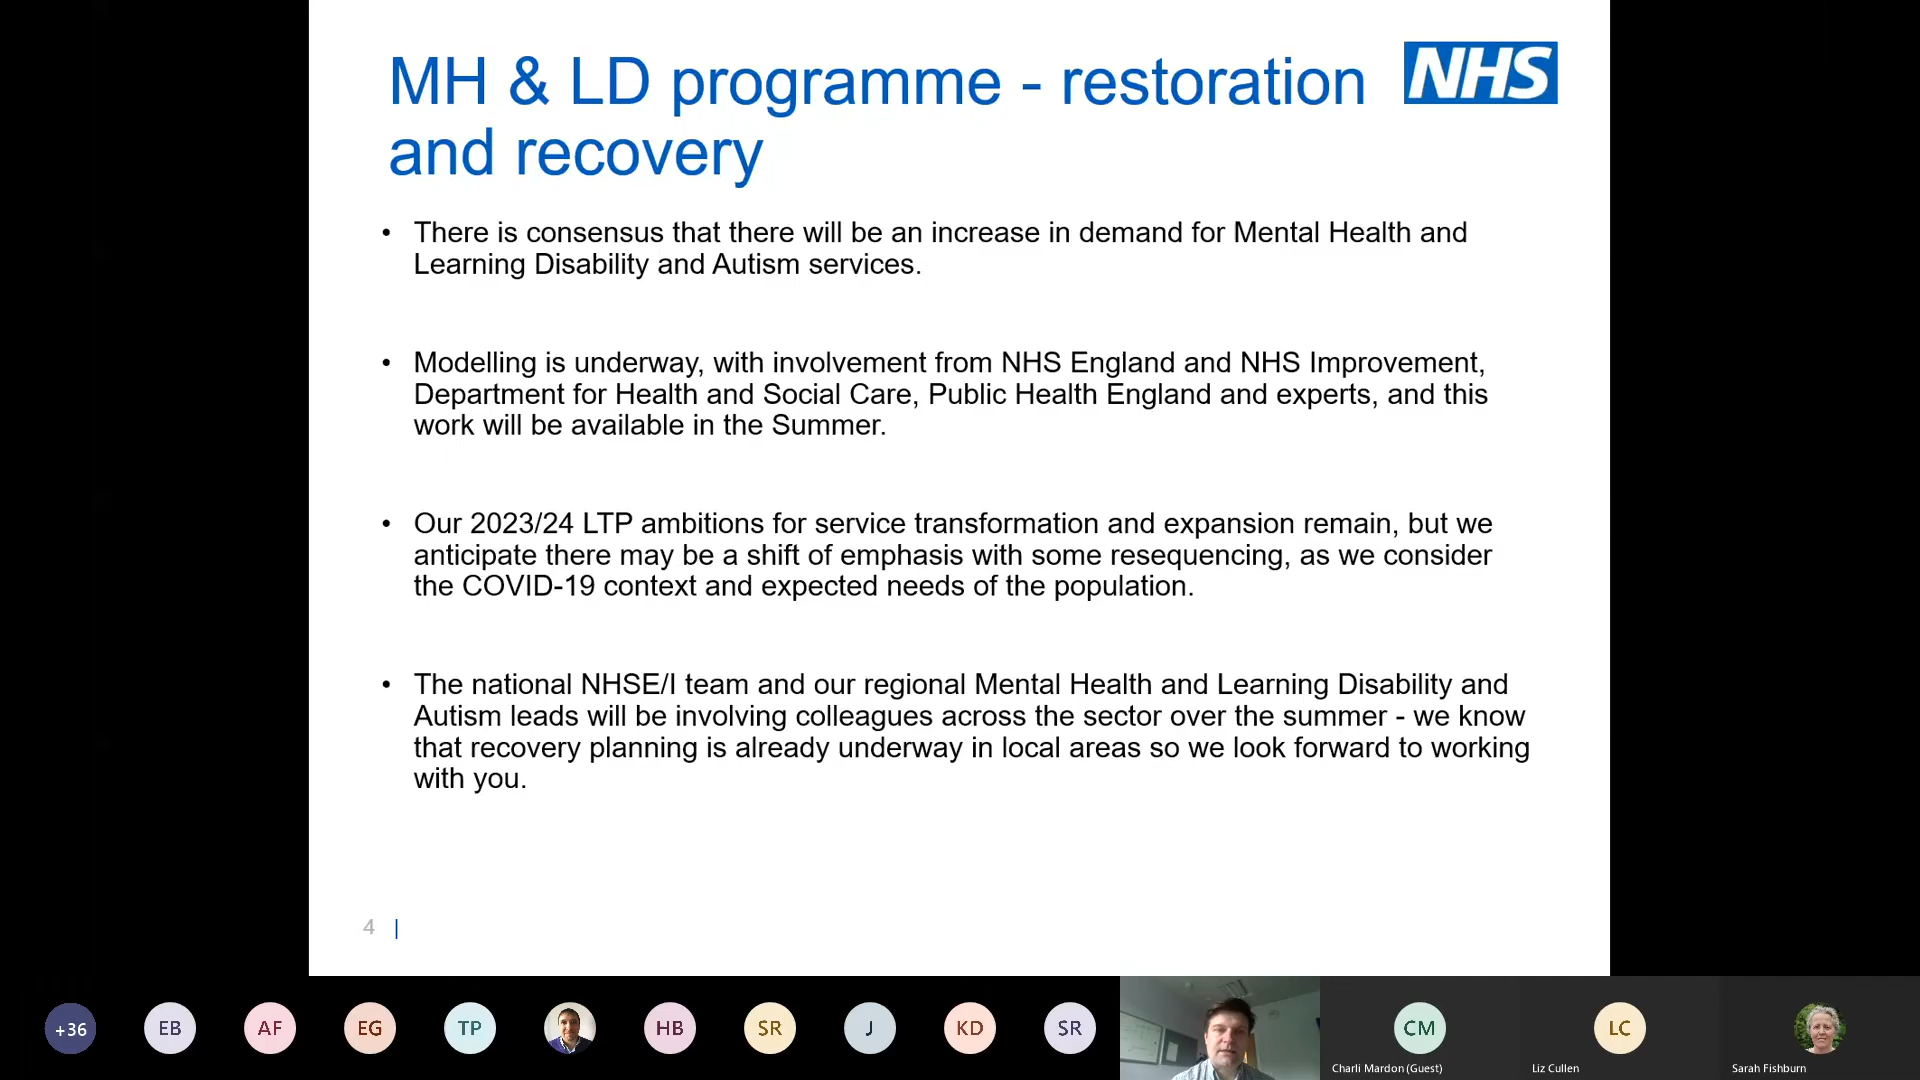 MH & LD programme - restoration
and recovery
NHS
• There is consensus that there will be an increase in demand for Mental Health and
Learning Disability and Autism services.
• Modelling is underway, with involvement from NHS England and NHS Improvement,
Department for Health and Social Care, Public Health England and experts, and this
work will be available in the Summer.
• Our 2023/24 LTP ambitions for service transformation and expansion remain, but we
anticipate there may be a shift of emphasis with some resequencing, as we consider
the COVID-19 context and expected needs of the population.
• The national NHSE/I team and our regional Mental Health and Learning Disability and
Autism leads will be involving colleagues across the sector over the summer - we know
that recovery planning is already underway in local areas so we look forward to working
with you.
4 |
+36 EB AF EG TP HB SR J KD SR CM LC
Charli Mardon (Guest) Liz Cullen Sarah Fishburn